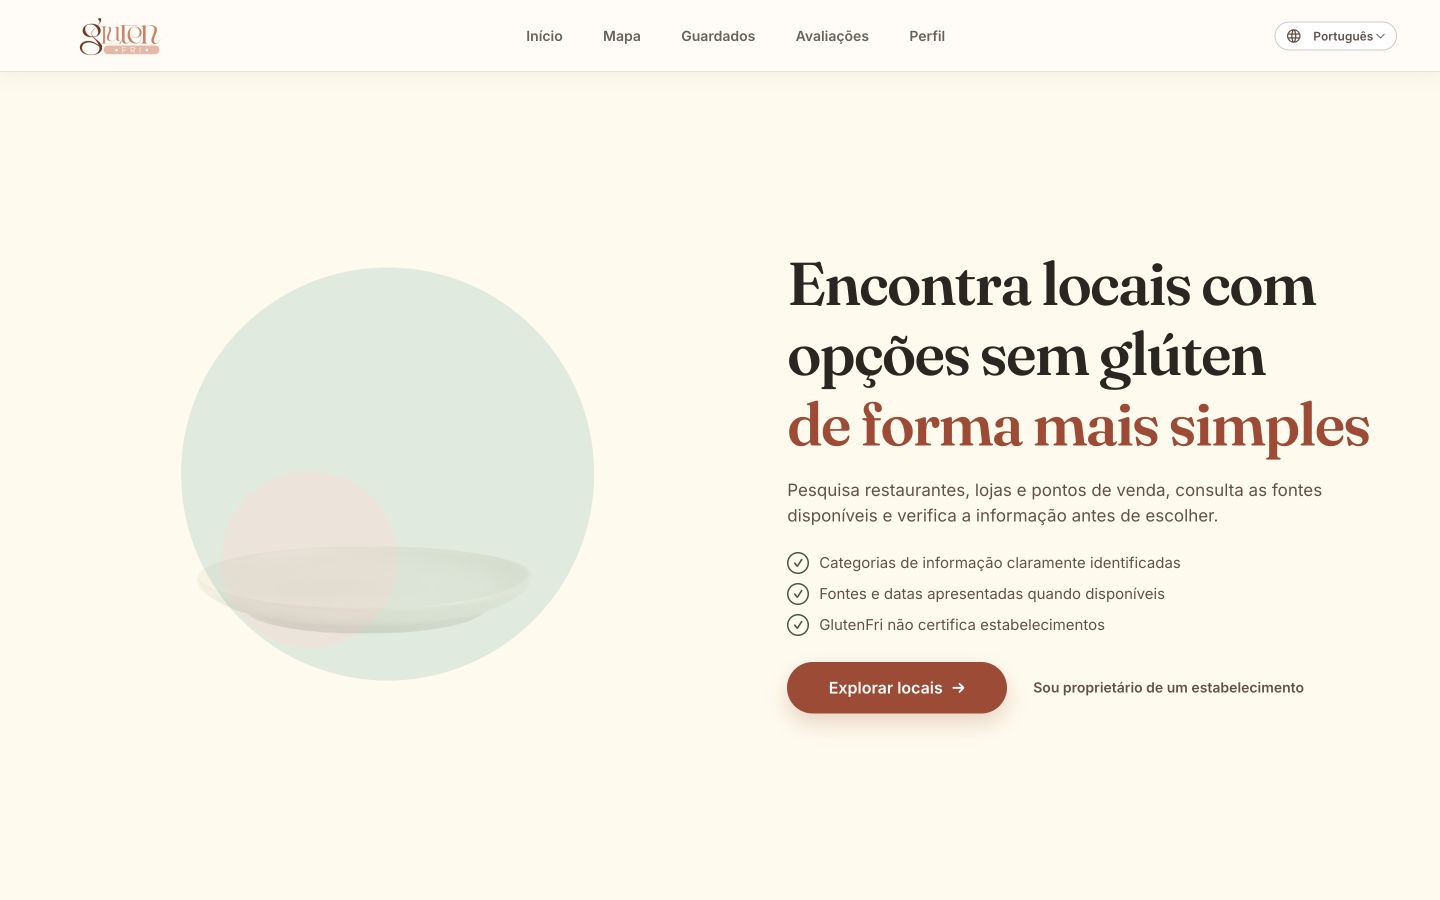 gluten
•FRI•
Início
Mapa
Guardados
Avaliações
Perfil
Português
Encontra locais com
opções sem glúten
de forma mais simples
Pesquisa restaurantes, lojas e pontos de venda, consulta as fontes
disponíveis e verifica a informação antes de escolher.
Categorias de informação claramente identificadas
Fontes e datas apresentadas quando disponíveis
GlutenFri não certifica estabelecimentos
Explorar locais
Sou proprietário de um estabelecimento